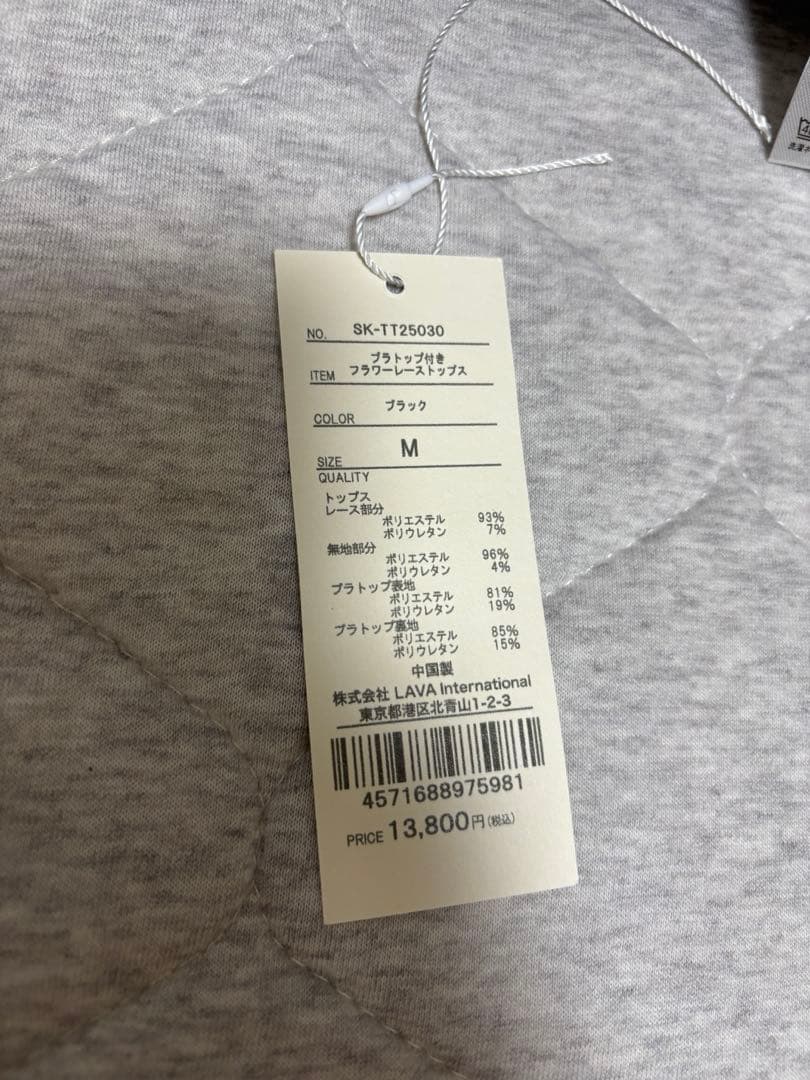 NO. SK-TT25030
ブラトップ付き
ITEM フラワーレーストップス
COLOR ブラック
SIZE M
QUALITY
トップス
レース部分
ポリエステル 93%
ポリウレタン 7%
無地部分
ポリエステル 96%
ポリウレタン 4%
ブラトップ表地
ポリエステル 81%
ポリウレタン 19%
ブラトップ裏地
ポリエステル 85%
ポリウレタン 15%
中国製
株式会社 LAVA International
東京都港区北青山1-2-3
4571688975981
PRICE 13,800円(税込)